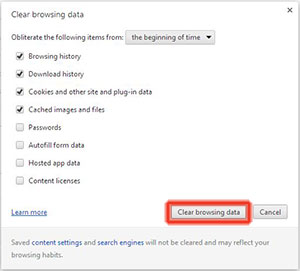 Clear browsing data
Obliterate the following items from: the beginning of time
Browsing history
Download history
Cookies and other site and plug-in data
Cached images and files
Passwords
Autofill form data
Hosted app data
Content licenses
Learn more Clear browsing data Cancel
Saved content settings and search engines will not be cleared and may reflect your
browsing habits.